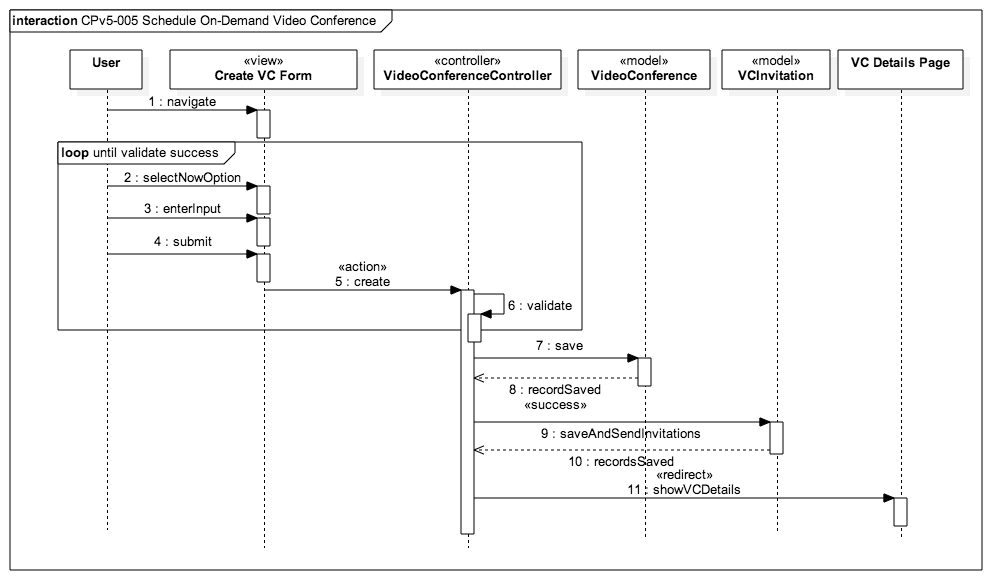 interaction CPv5-005 Schedule On-Demand Video Conference
User
«view»
Create VC Form
«controller»
VideoConferenceController
«model»
VideoConference
«model»
VCInvitation
VC Details Page
1 : navigate
loop until validate success
2 : selectNowOption
3 : enterInput
4 : submit
«action»
5 : create
6 : validate
7 : save
8 : recordSaved
«success»
9 : saveAndSendInvitations
10 : recordsSaved
«redirect»
11 : showVCDetails